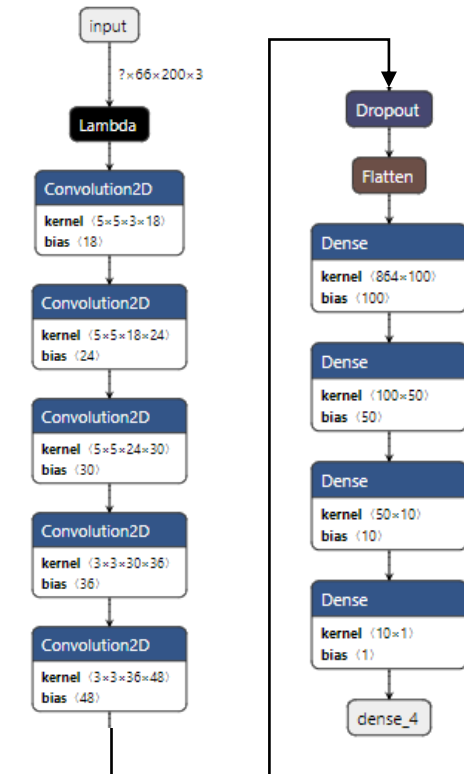 input
?×66×200×3
Lambda
Convolution2D
kernel ⟨5×5×3×18⟩
bias ⟨18⟩
Convolution2D
kernel ⟨5×5×18×24⟩
bias ⟨24⟩
Convolution2D
kernel ⟨5×5×24×30⟩
bias ⟨30⟩
Convolution2D
kernel ⟨3×3×30×36⟩
bias ⟨36⟩
Convolution2D
kernel ⟨3×3×36×48⟩
bias ⟨48⟩
Dropout
Flatten
Dense
kernel ⟨864×100⟩
bias ⟨100⟩
Dense
kernel ⟨100×50⟩
bias ⟨50⟩
Dense
kernel ⟨50×10⟩
bias ⟨10⟩
Dense
kernel ⟨10×1⟩
bias ⟨1⟩
dense_4